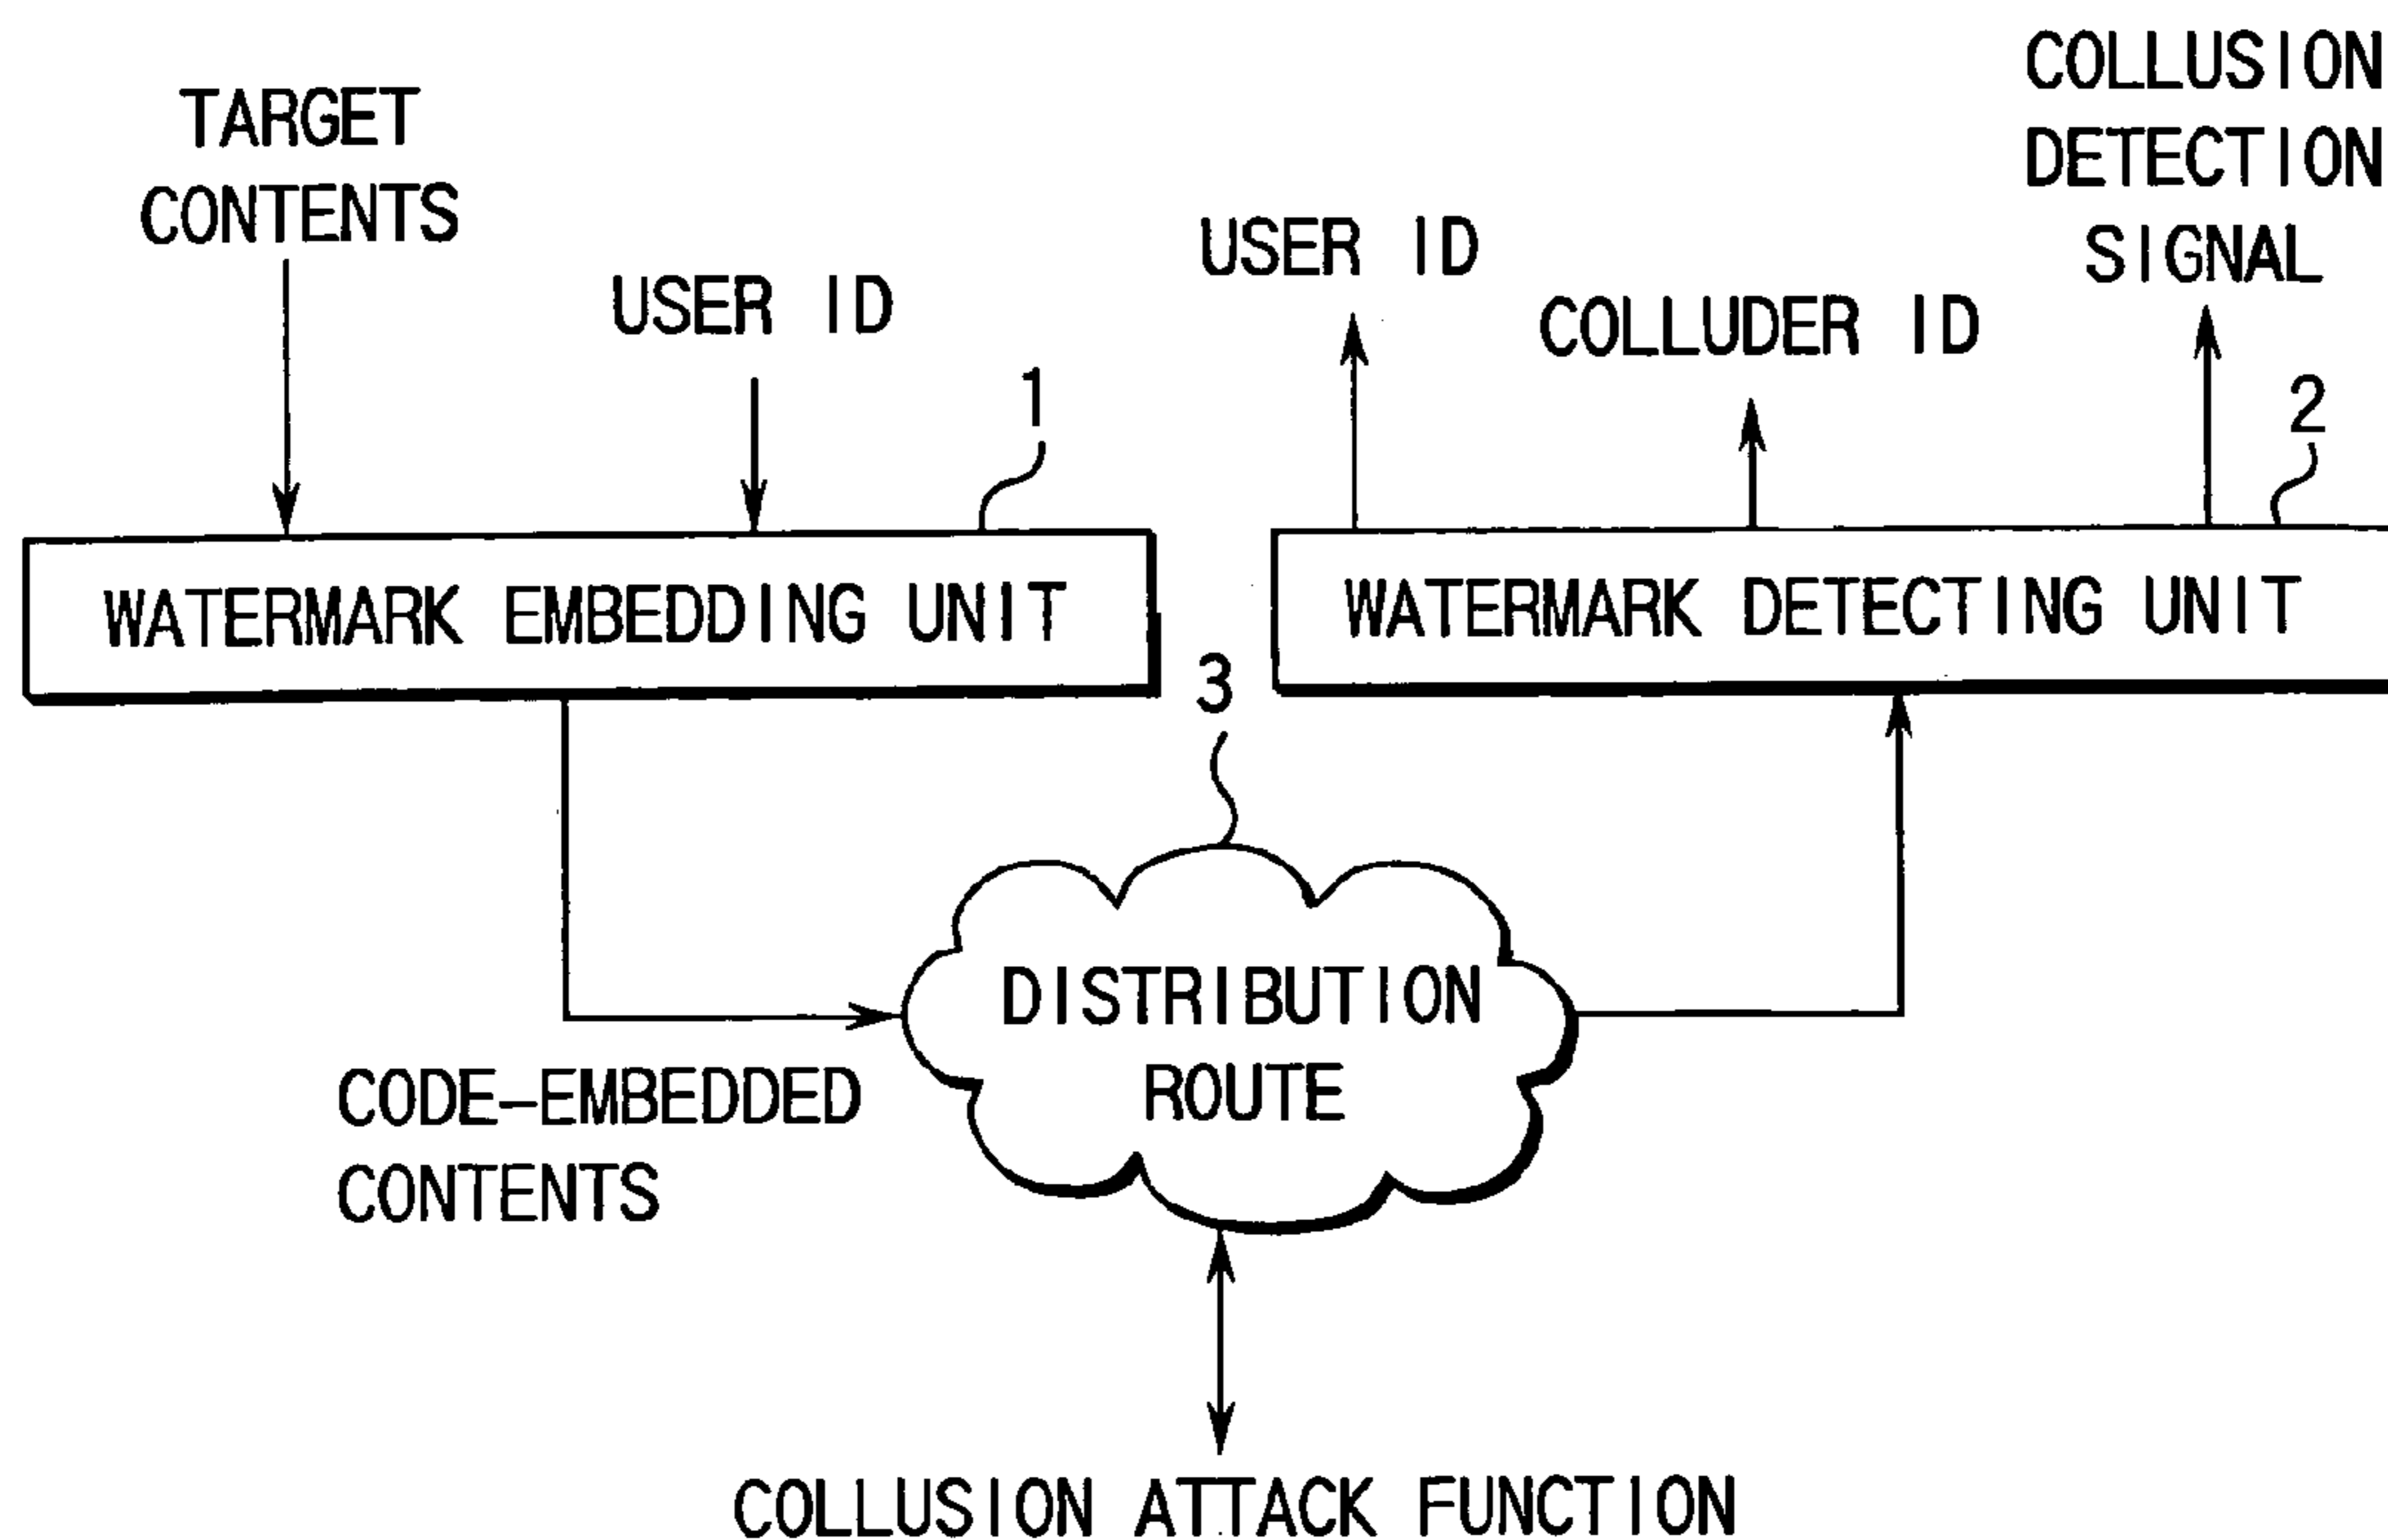 TARGET
CONTENTS
USER ID
1
USER ID
COLLUDER ID
COLLUSION
DETECTION
SIGNAL
2
WATERMARK EMBEDDING UNIT
WATERMARK DETECTING UNIT
3
DISTRIBUTION
ROUTE
CODE-EMBEDDED
CONTENTS
COLLUSION ATTACK FUNCTION